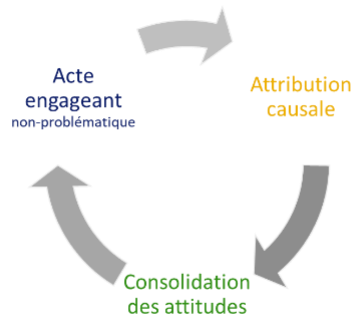 Acte
engageant
non-problématique
Attribution
causale
Consolidation
des attitudes